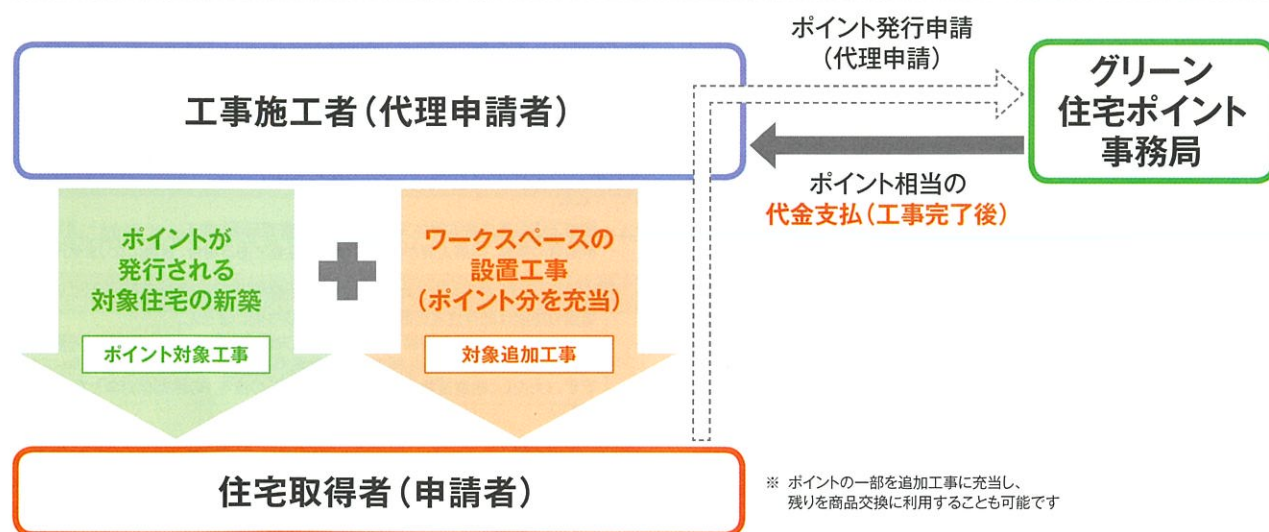 ポイント発行申請
(代理申請)
工事施工者(代理申請者)
グリーン
住宅ポイント
事務局
ポイント相当の
代金支払(工事完了後)
ポイントが
発行される
対象住宅の新築
ポイント対象工事
ワークスペースの
設置工事
(ポイント分を充当)
対象追加工事
住宅取得者(申請者)
※ ポイントの一部を追加工事に充当し、
残りを商品交換に利用することも可能です